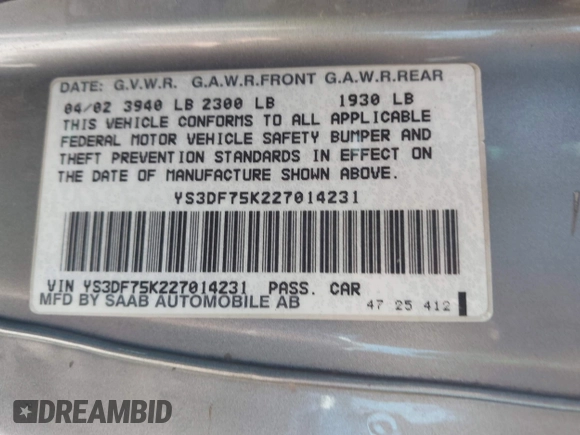 DATE: G.V.W.R. G.A.W.R.FRONT G.A.W.R.REAR
04/02 3940 LB 2300 LB 1930 LB
THIS VEHICLE CONFORMS TO ALL APPLICABLE
FEDERAL MOTOR VEHICLE SAFETY BUMPER AND
THEFT PREVENTION STANDARDS IN EFFECT ON
THE DATE OF MANUFACTURE SHOWN ABOVE.
YS3DF75K227014231
VIN YS3DF75K227014231 PASS. CAR
MFD BY SAAB AUTOMOBILE AB 47 25 412
DREAMBID